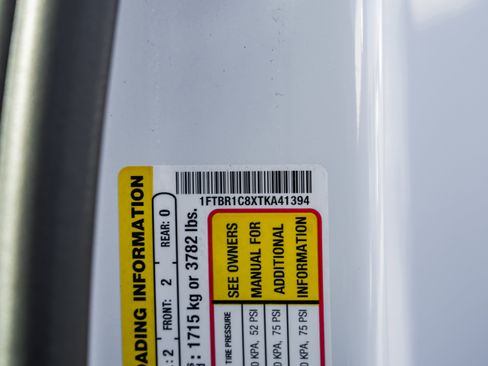 1FTBR1C8XTKA41394
LOADING INFORMATION
FRONT: 2
REAR: 0
: 1715 kg or 3782 lbs.
SEE OWNERS
MANUAL FOR
ADDITIONAL
INFORMATION
TIRE PRESSURE
KPA, 52 PSI
KPA, 75 PSI
KPA, 75 PSI